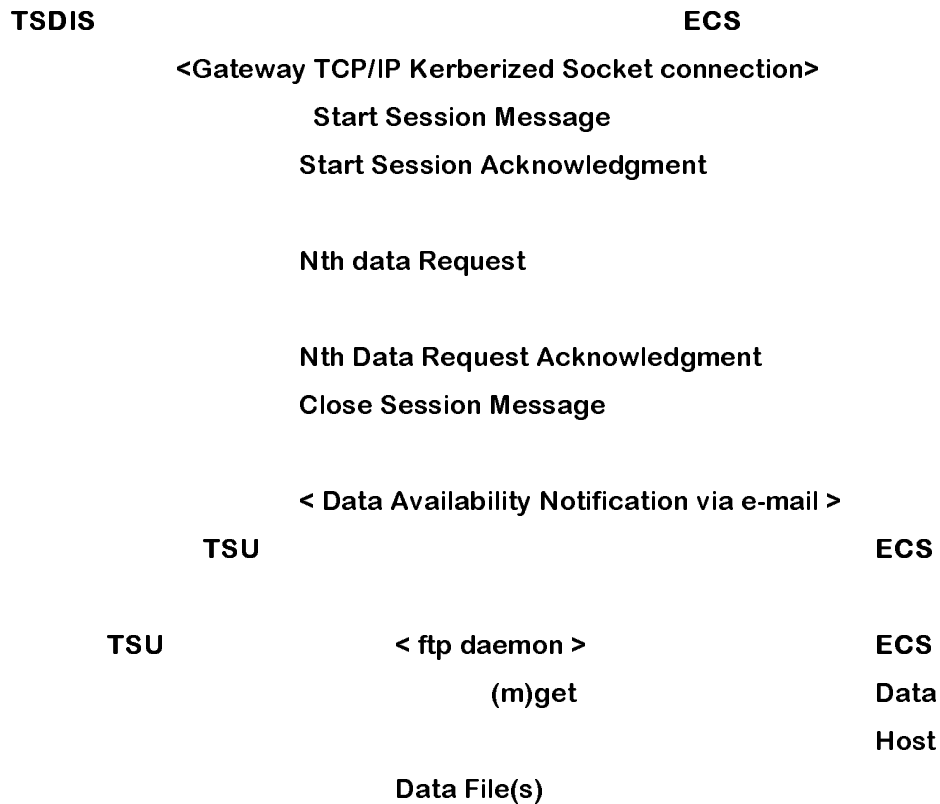 TSDIS ECS
<Gateway TCP/IP Kerberized Socket connection>
Start Session Message
Start Session Acknowledgment
Nth data Request
Nth Data Request Acknowledgment
Close Session Message
< Data Availability Notification via e-mail >
TSU ECS
TSU < ftp daemon > ECS
(m)get Data
Host
Data File(s)